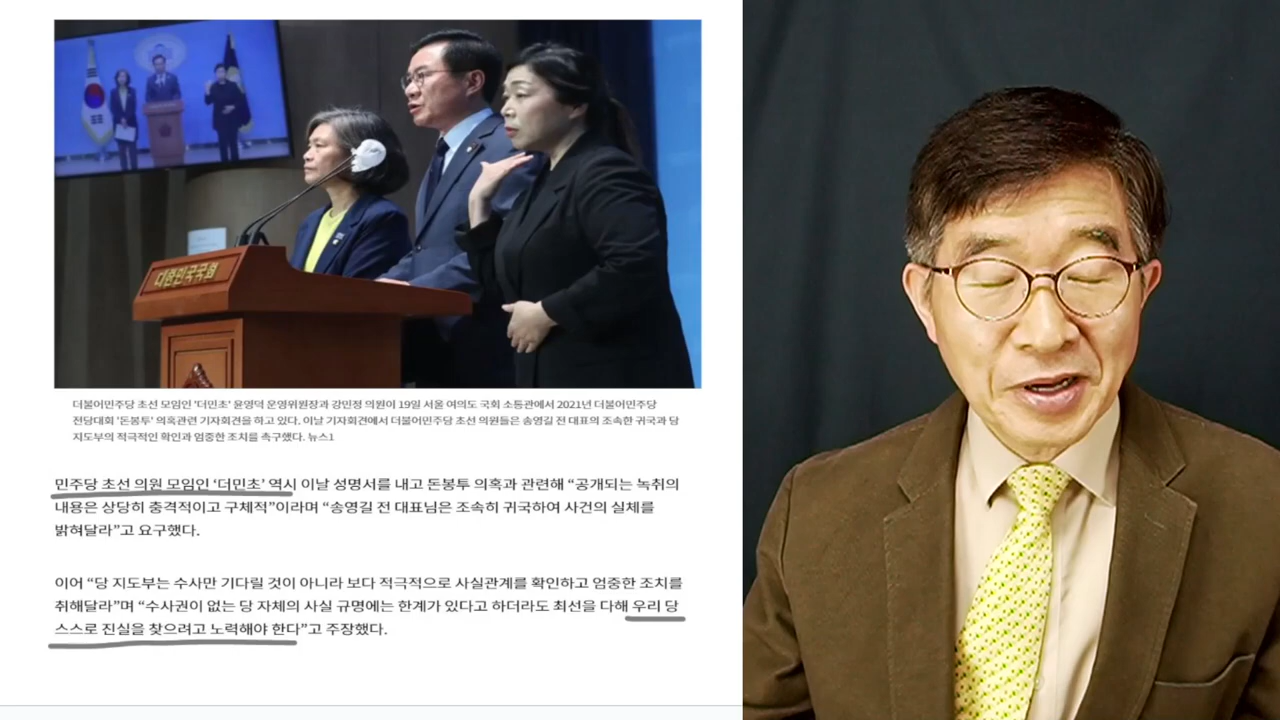 대한민국국회
더불어민주당 초선 모임인 '더민초' 윤영덕 운영위원장과 강민정 의원이 19일 서울 여의도 국회 소통관에서 2021년 더불어민주당
전당대회 '돈봉투' 의혹관련 기자회견을 하고 있다. 이날 기자회견에서 더불어민주당 초선 의원들은 송영길 전 대표의 조속한 귀국과 당
지도부의 적극적인 확인과 엄중한 조치를 촉구했다. 뉴스1
민주당 초선 의원 모임인 ‘더민초’ 역시 이날 성명서를 내고 돈봉투 의혹과 관련해 “공개되는 녹취의
내용은 상당히 충격적이고 구체적”이라며 “송영길 전 대표님은 조속히 귀국하여 사건의 실체를
밝혀달라”고 요구했다.
이어 “당 지도부는 수사만 기다릴 것이 아니라 보다 적극적으로 사실관계를 확인하고 엄중한 조치를
취해달라”며 “수사권이 없는 당 자체의 사실 규명에는 한계가 있다고 하더라도 최선을 다해 우리 당
스스로 진실을 찾으려고 노력해야 한다”고 주장했다.